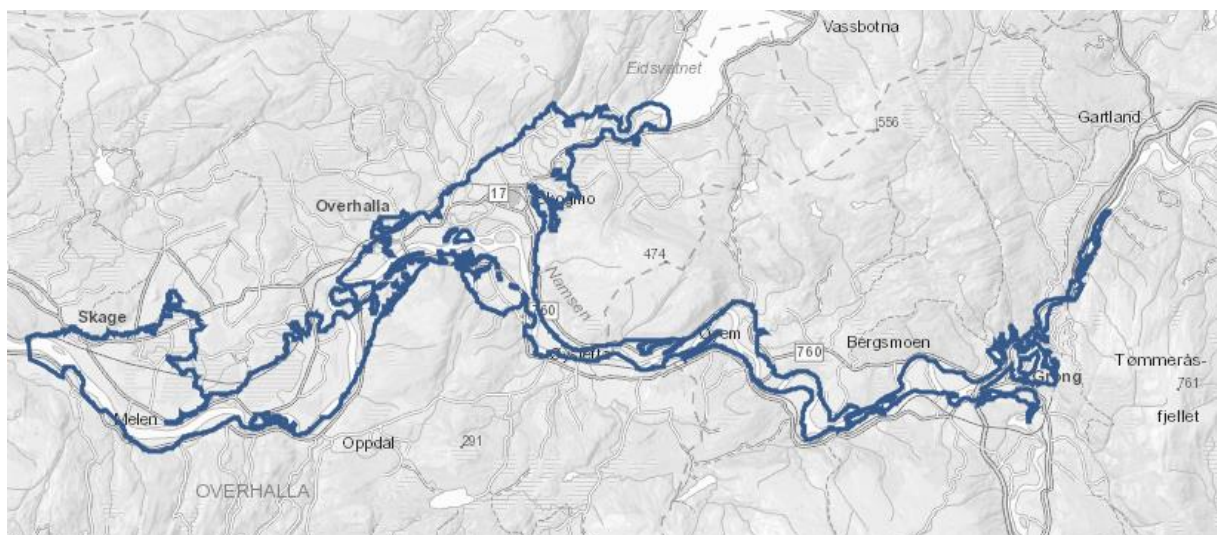 Vassbotna
Eidsvatnet
Gartland
556
17
Overhalla
474
Namsen
760
Skage
760
Bergsmoen
Tømmerås-
761
Grong
fjellet
Melen
Oppdal
291
OVERHALLA